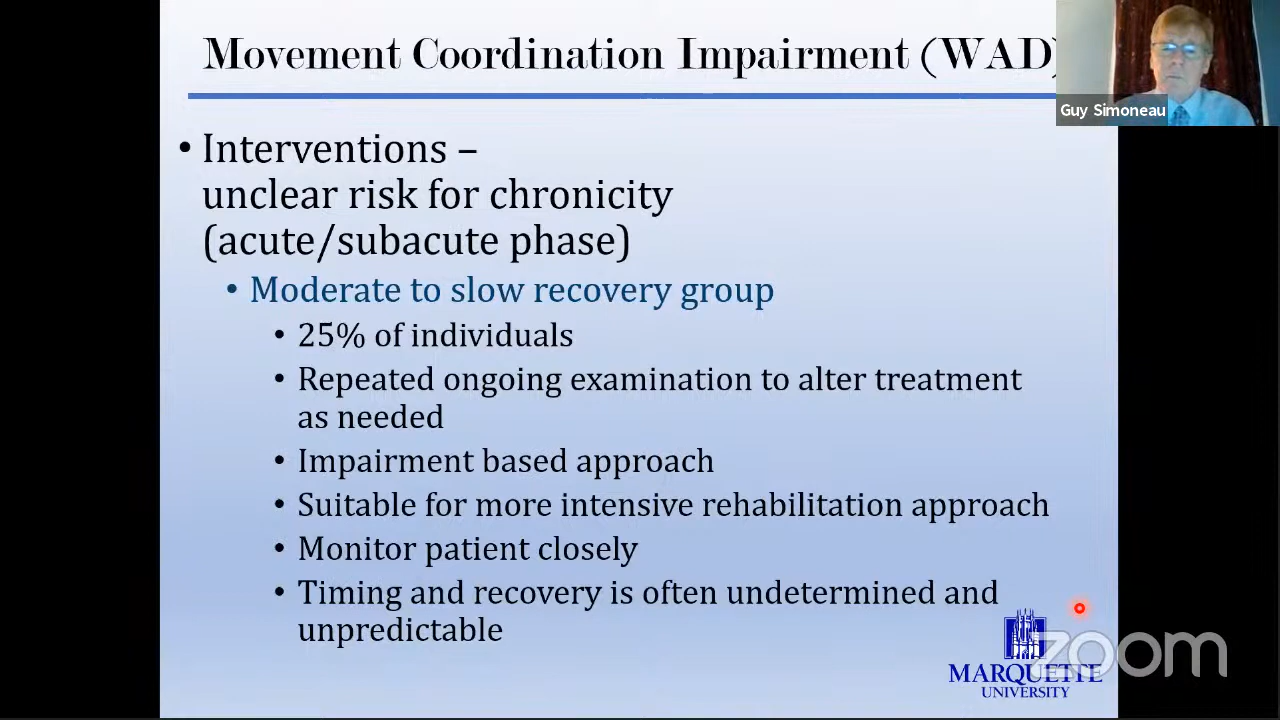 Movement Coordination Impairment (WAD)
Guy Simoneau
• Interventions –
unclear risk for chronicity
(acute/subacute phase)
• Moderate to slow recovery group
• 25% of individuals
• Repeated ongoing examination to alter treatment
as needed
• Impairment based approach
• Suitable for more intensive rehabilitation approach
• Monitor patient closely
• Timing and recovery is often undetermined and
unpredictable
zoom
MARQUETTE
UNIVERSITY